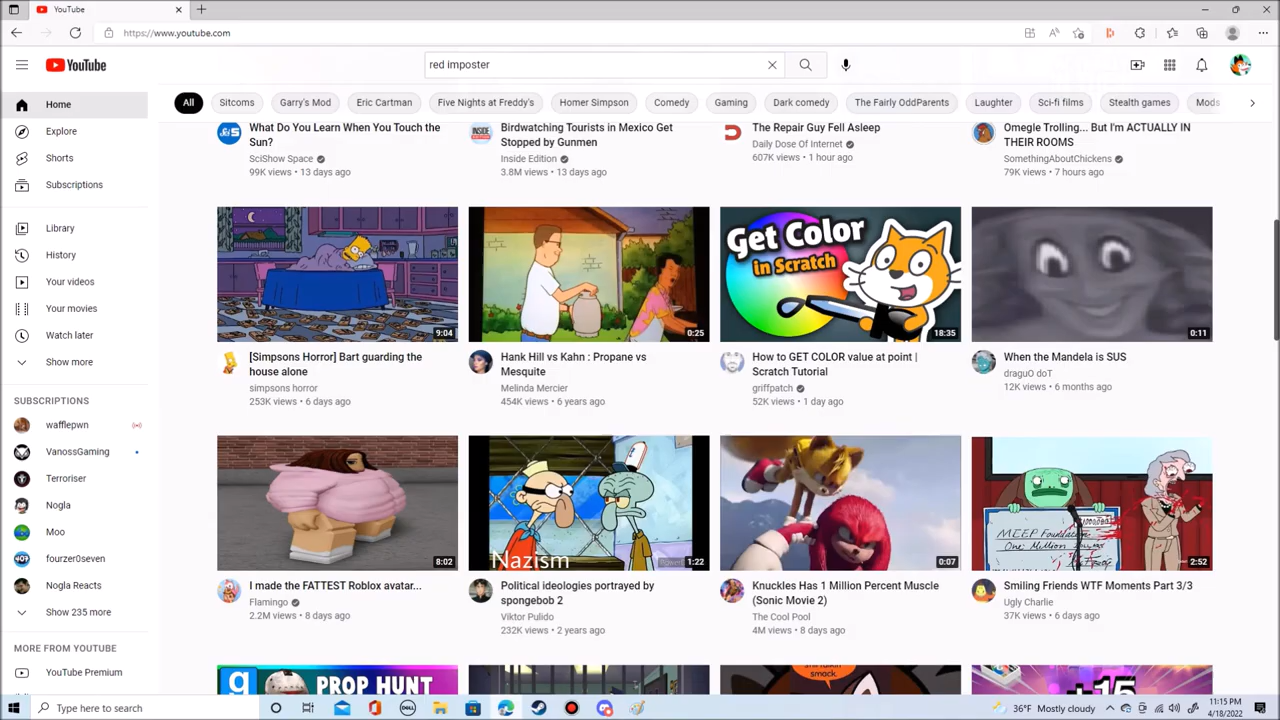 YouTube
https://www.youtube.com
YouTube
red imposter
All
Sitcoms
Garry's Mod
Eric Cartman
Five Nights at Freddy's
Homer Simpson
Comedy
Gaming
Dark comedy
The Fairly OddParents
Laughter
Sci-fi films
Stealth games
Mods
Home
Explore
Shorts
Subscriptions
Library
History
Your videos
Your movies
Watch later
Show more
SUBSCRIPTIONS
wafflepwn
VanossGaming
Terroriser
Nogla
Moo
fourzer0seven
Nogla Reacts
Show 235 more
MORE FROM YOUTUBE
YouTube Premium
What Do You Learn When You Touch the
Sun?
SciShow Space
99K views • 13 days ago
INSIDE
Birdwatching Tourists in Mexico Get
Stopped by Gunmen
Inside Edition
3.8M views • 13 days ago
The Repair Guy Fell Asleep
Daily Dose Of Internet
607K views • 1 hour ago
Omegle Trolling... But I'm ACTUALLY IN
THEIR ROOMS
SomethingAboutChickens
79K views • 7 hours ago
9:04
[Simpsons Horror] Bart guarding the
house alone
simpsons horror
253K views • 6 days ago
0:25
Hank Hill vs Kahn : Propane vs
Mesquite
Melinda Mercier
454K views • 6 years ago
Get Color
in Scratch
18:35
How to GET COLOR value at point |
Scratch Tutorial
griffpatch
52K views • 1 day ago
0:11
When the Mandela is SUS
draguO doT
12K views • 6 months ago
8:02
I made the FATTEST Roblox avatar...
Flamingo
2.2M views • 8 days ago
Nazism
1:22
Political ideologies portrayed by
spongebob 2
Viktor Pulido
232K views • 2 years ago
0:07
Knuckles Has 1 Million Percent Muscle
(Sonic Movie 2)
The Cool Pool
4M views • 8 days ago
M.E.E.P Foundation
One Million
2:52
Smiling Friends WTF Moments Part 3/3
Ugly Charlie
37K views • 6 days ago
g
PROP HUNT
smack.
+15
Type here to search
DELL
36°F Mostly cloudy
11:15 PM
4/18/2022